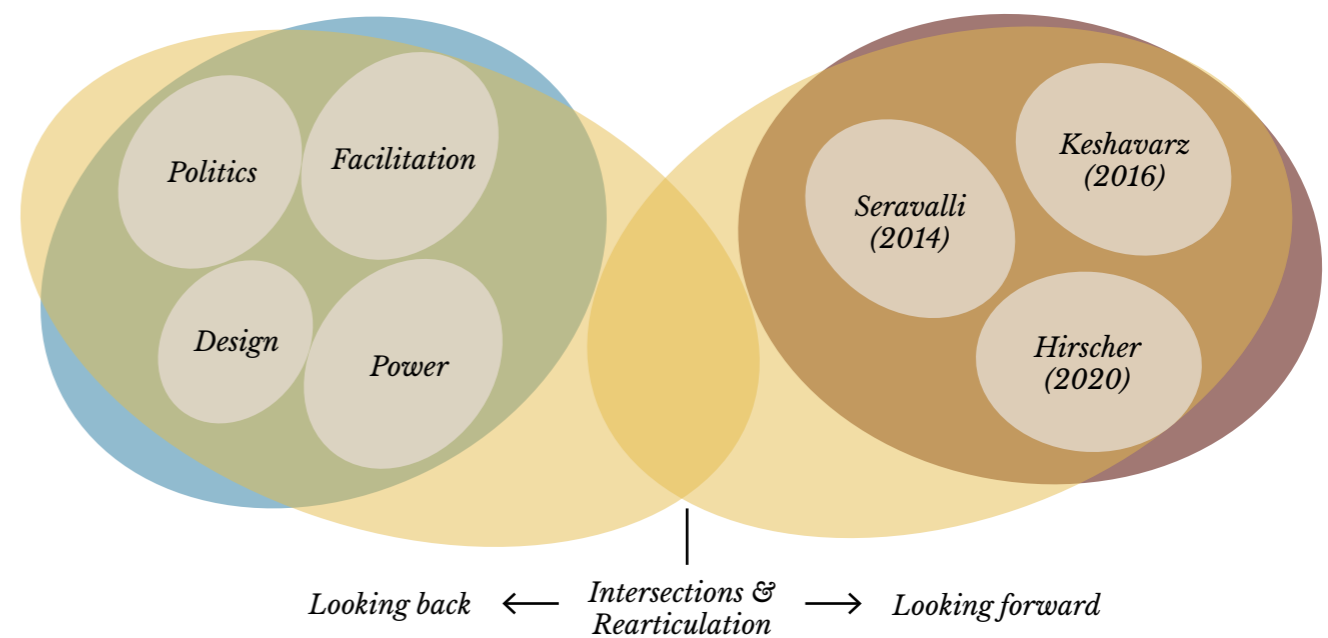 Politics
Facilitation
Design
Power
Seravalli
(2014)
Keshavarz
(2016)
Hirscher
(2020)
Looking back
Intersections &
Rearticulation
Looking forward